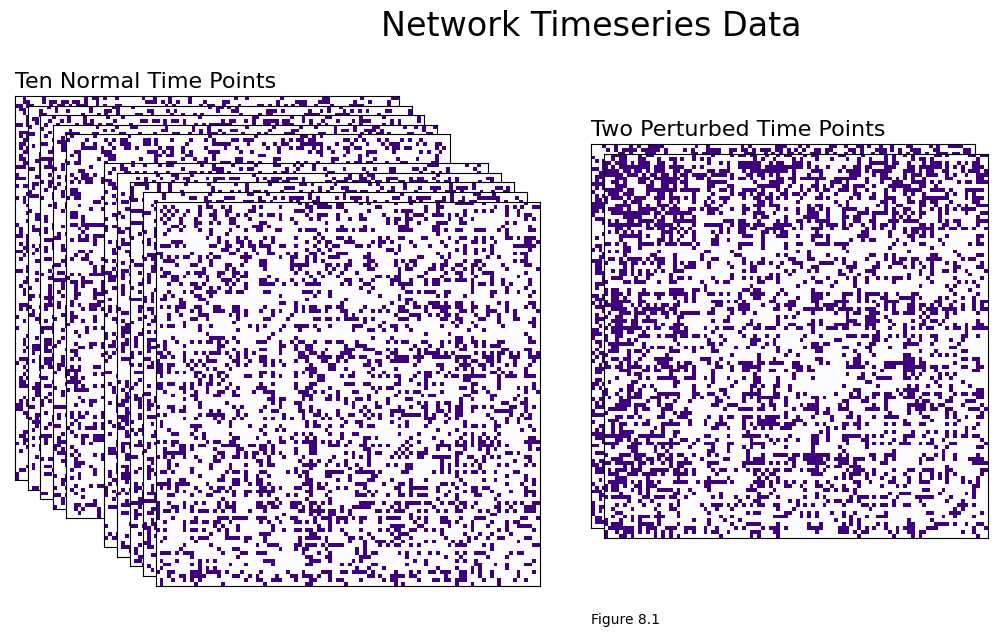 Network Timeseries Data
Ten Normal Time Points
Two Perturbed Time Points
Figure 8.1